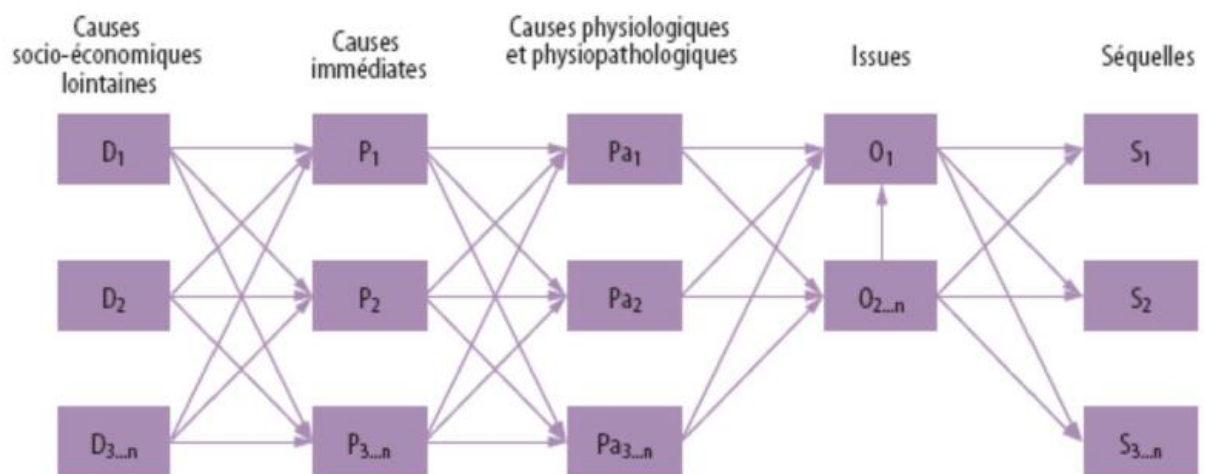 Causes
socio-économiques
lointaines
Causes
immédiates
Causes physiologiques
et physiopathologiques
Issues
Séquelles
D1
P1
Pa1
O1
S1
D2
P2
Pa2
O2...n
S2
D3...n
P3...n
Pa3...n
S3...n